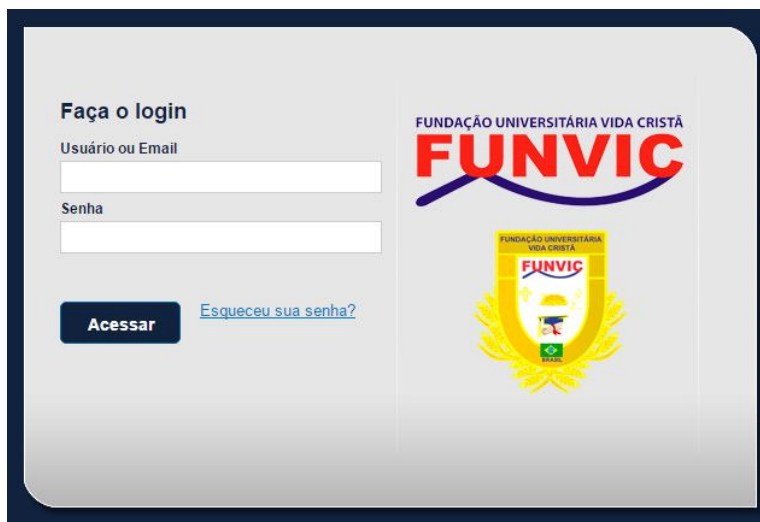 Faça o login
Usuário ou Email
Senha
Acessar
Esqueceu sua senha?
FUNDAÇÃO UNIVERSITÁRIA VIDA CRISTÃ
FUNVIC
FUNDAÇÃO UNIVERSITÁRIA
VIDA CRISTÃ
FUNVIC
BRASIL